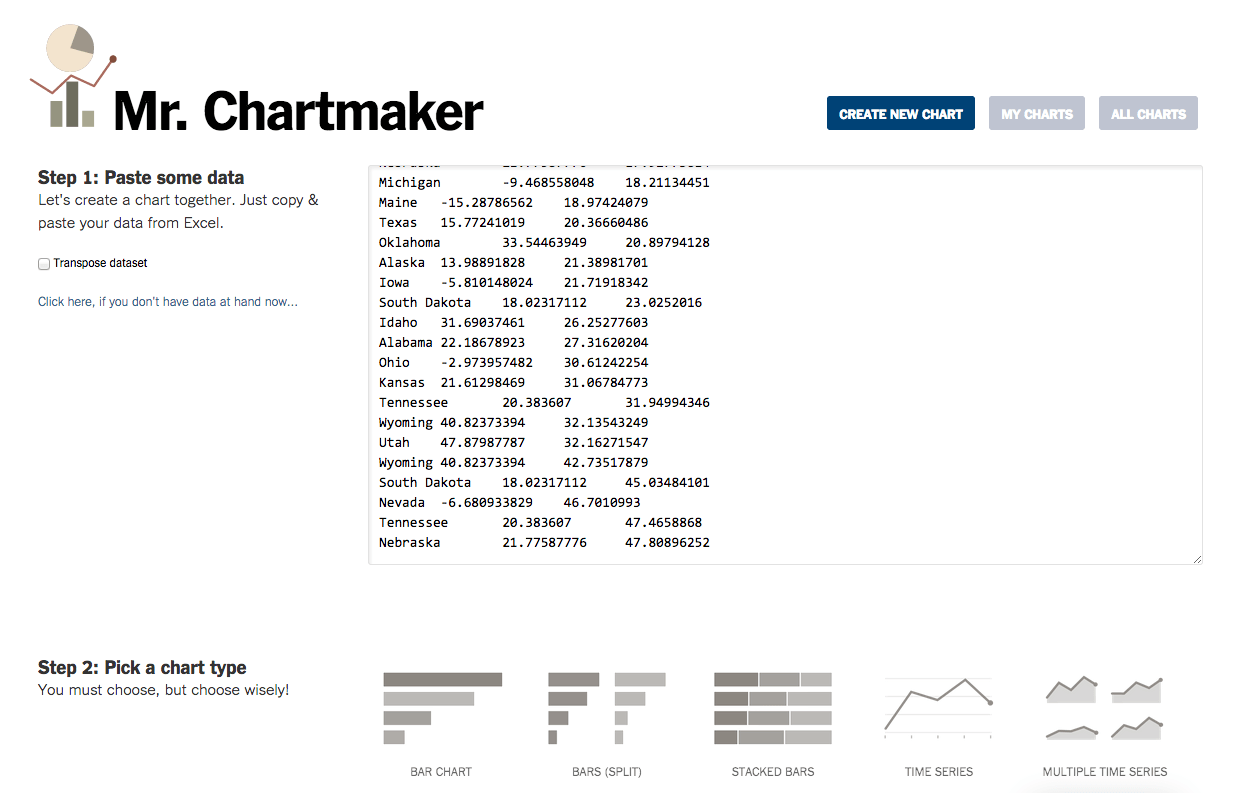 Mr. Chartmaker
CREATE NEW CHART
MY CHARTS
ALL CHARTS
Step 1: Paste some data
Let's create a chart together. Just copy &
paste your data from Excel.
Transpose dataset
Click here, if you don't have data at hand now...
Michigan -9.468558048 18.21134451
Maine -15.28786562 18.97424079
Texas 15.77241019 20.36660486
Oklahoma 33.54463949 20.89794128
Alaska 13.98891828 21.38981701
Iowa -5.810148024 21.71918342
South Dakota 18.02317112 23.0252016
Idaho 31.69037461 26.25277603
Alabama 22.18678923 27.31620204
Ohio -2.973957482 30.61242254
Kansas 21.61298469 31.06784773
Tennessee 20.383607 31.94994346
Wyoming 40.82373394 32.13543249
Utah 47.87987787 32.16271547
Wyoming 40.82373394 42.73517879
South Dakota 18.02317112 45.03484101
Nevada -6.680933829 46.7010993
Tennessee 20.383607 47.4658868
Nebraska 21.77587776 47.80896252
Step 2: Pick a chart type
You must choose, but choose wisely!
BAR CHART
BARS (SPLIT)
STACKED BARS
TIME SERIES
MULTIPLE TIME SERIES